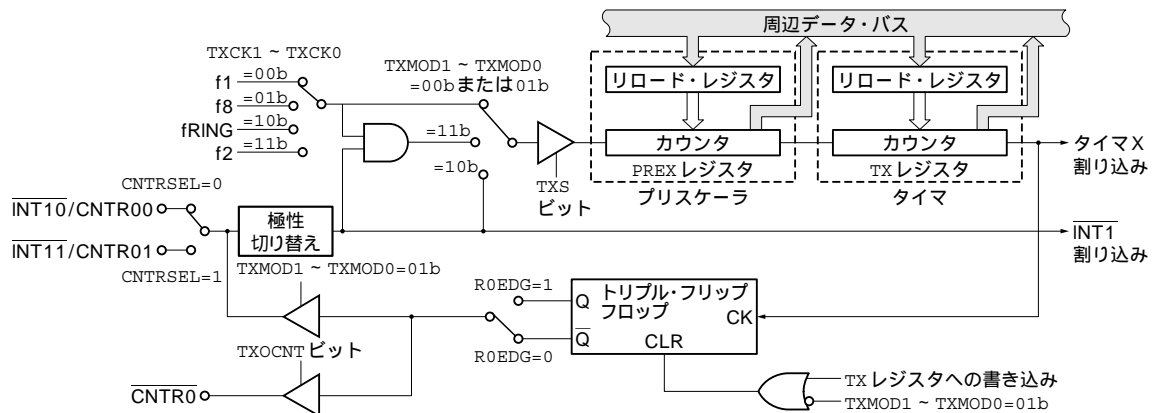 周辺データ・バス
TXCK1 ~ TXCK0
f1 =00b
f8 =01b
fRING =10b
f2 =11b
TXMOD1 ~ TXMOD0
=00bまたは01b
=11b
=10b
TXS
ビット
リロード・レジスタ
カウンタ
PREXレジスタ
プリスケーラ
リロード・レジスタ
カウンタ
TXレジスタ
タイマ
タイマX
割り込み
CNTRSEL=0
INT10/CNTR00
INT11/CNTR01
CNTRSEL=1
極性
切り替え
INT1
割り込み
TXMOD1 ~ TXMOD0=01b
TXOCNTビット
CNTR0
R0EDG=1
R0EDG=0
Q
Q
トリプル・フリップ
フロップ
CK
CLR
TXレジスタへの書き込み
TXMOD1 ~ TXMOD0=01b